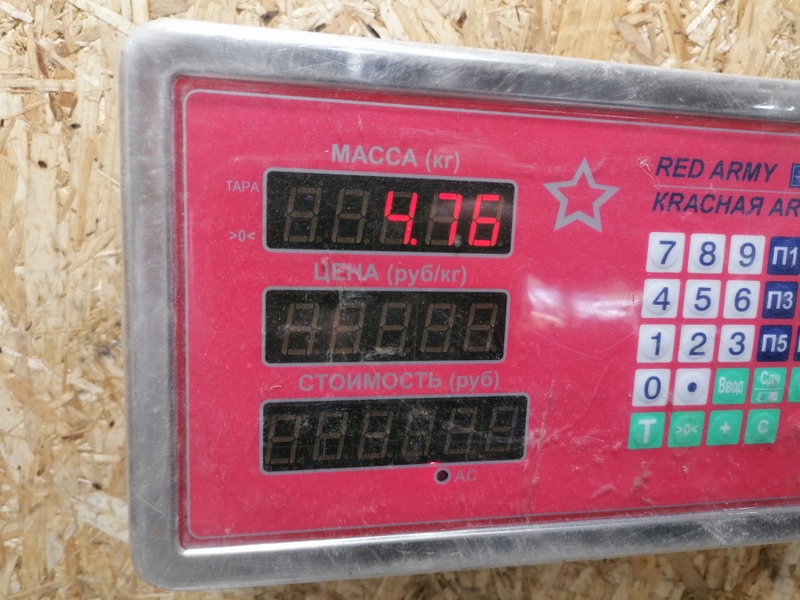 МАССА (кг)
ТАРА
>0<
4.76
ЦЕНА (руб/кг)
СТОИМОСТЬ (руб)
AC
RED ARMY
КRАСНАЯ AR
7 8 9 П1
4 5 6 П3
1 2 3 П5
0 • Ввод Сдч
T >0< + C